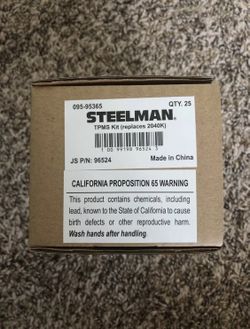 095-95365 QTY. 25
STEELMAN®
TPMS Kit (replaces 2040K)
JS P/N: 96524 Made in China
CALIFORNIA PROPOSITION 65 WARNING
This product contains chemicals, including
lead, known to the State of California to cause
birth defects or other reproductive harm.
Wash hands after handling.